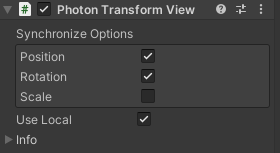 Photon Transform View
Synchronize Options
Position
Rotation
Scale
Use Local
Info